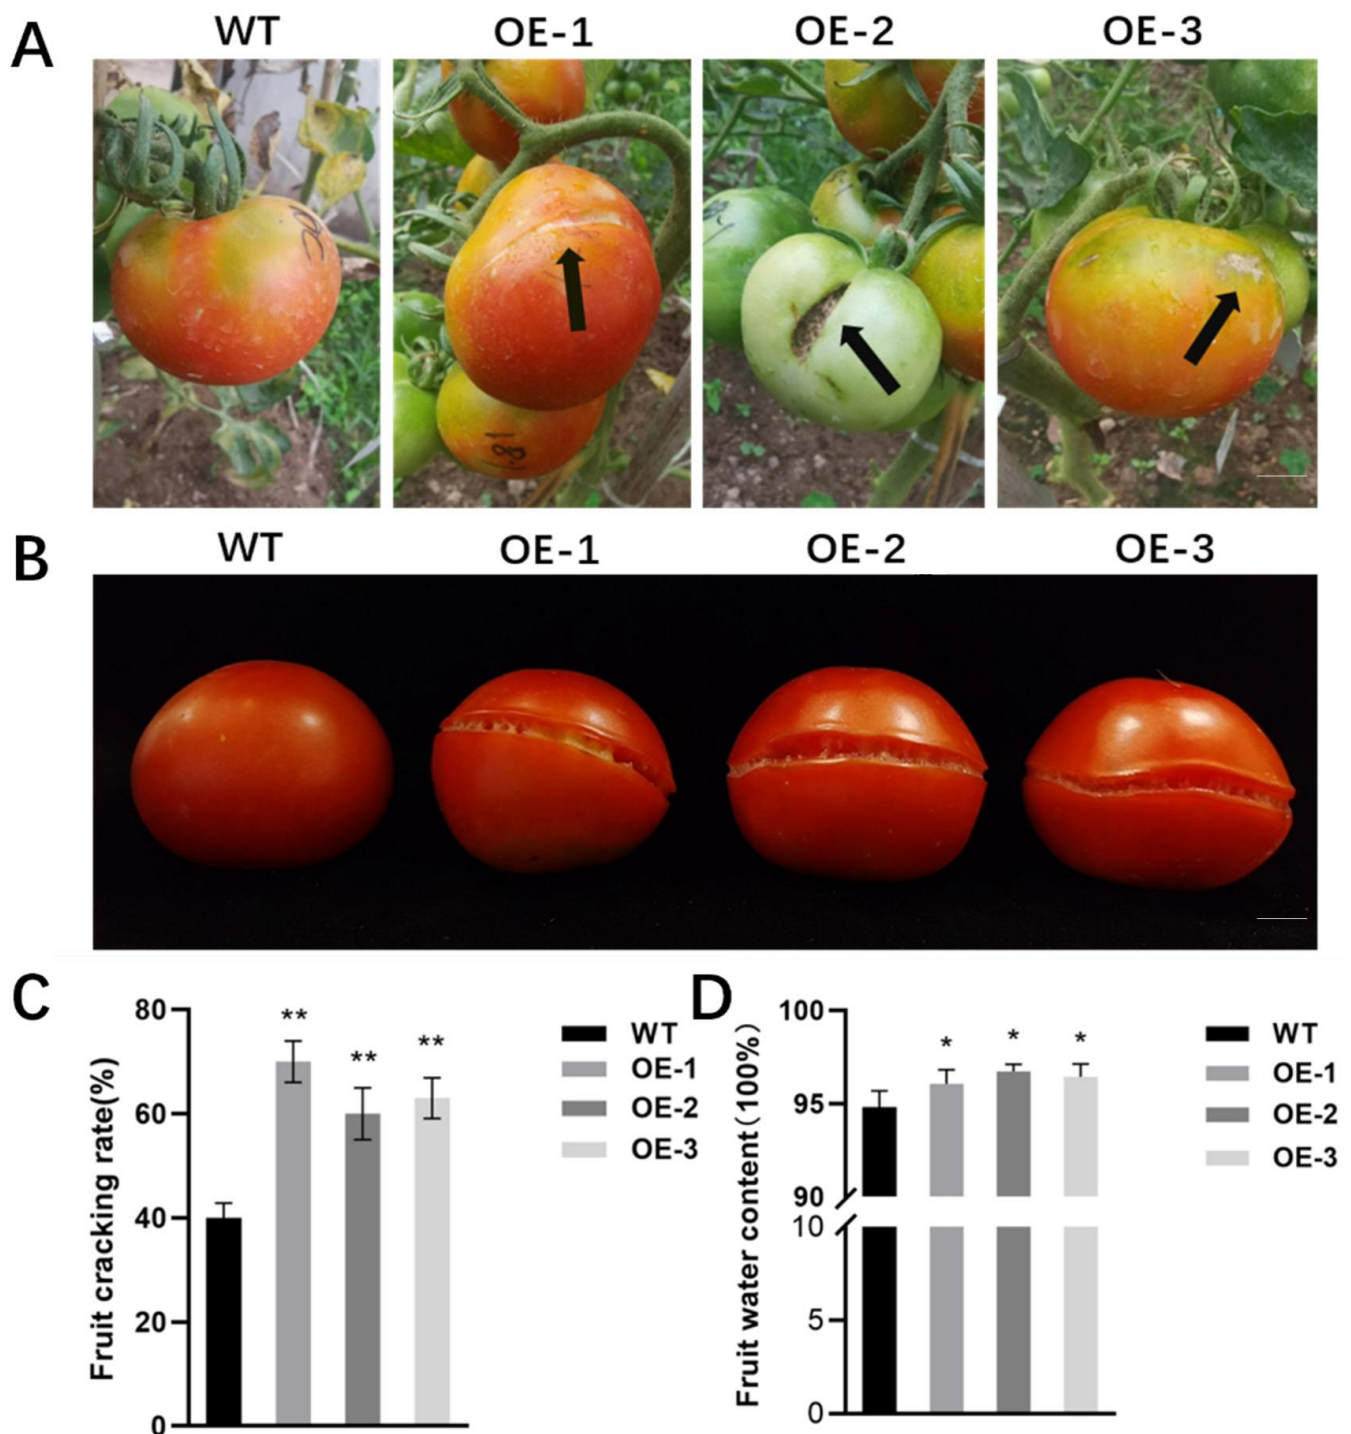 A
WT OE-1 OE-2 OE-3
B
WT OE-1 OE-2 OE-3
C
Fruit cracking rate(%)
80
60
40
20
0
** ** **
WT
OE-1
OE-2
OE-3
D
Fruit water content(100%)
100
95
90
10
5
0
* * *
WT
OE-1
OE-2
OE-3